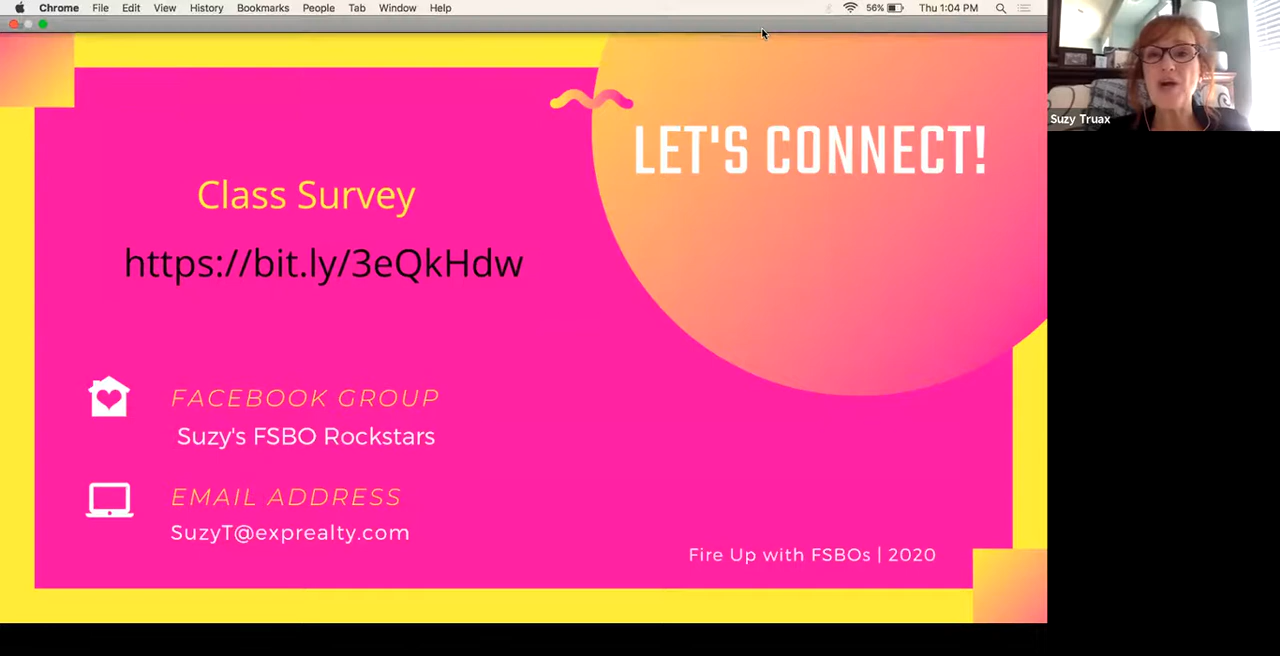 Chrome File Edit View History Bookmarks People Tab Window Help 56% Thu 1:04 PM
Suzy Truax
LET'S CONNECT!
Class Survey
https://bit.ly/3eQkHdw
FACEBOOK GROUP
Suzy's FSBO Rockstars
EMAIL ADDRESS
SuzyT@exprealty.com
Fire Up with FSBOs | 2020